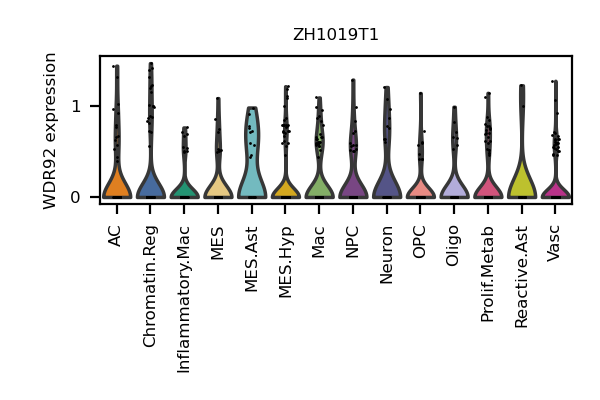 ZH1019T1
WDR92 expression
1
0
AC
Chromatin.Reg
Inflammatory.Mac
MES
MES.Ast
MES.Hyp
Mac
NPC
Neuron
OPC
Oligo
Prolif.Metab
Reactive.Ast
Vasc